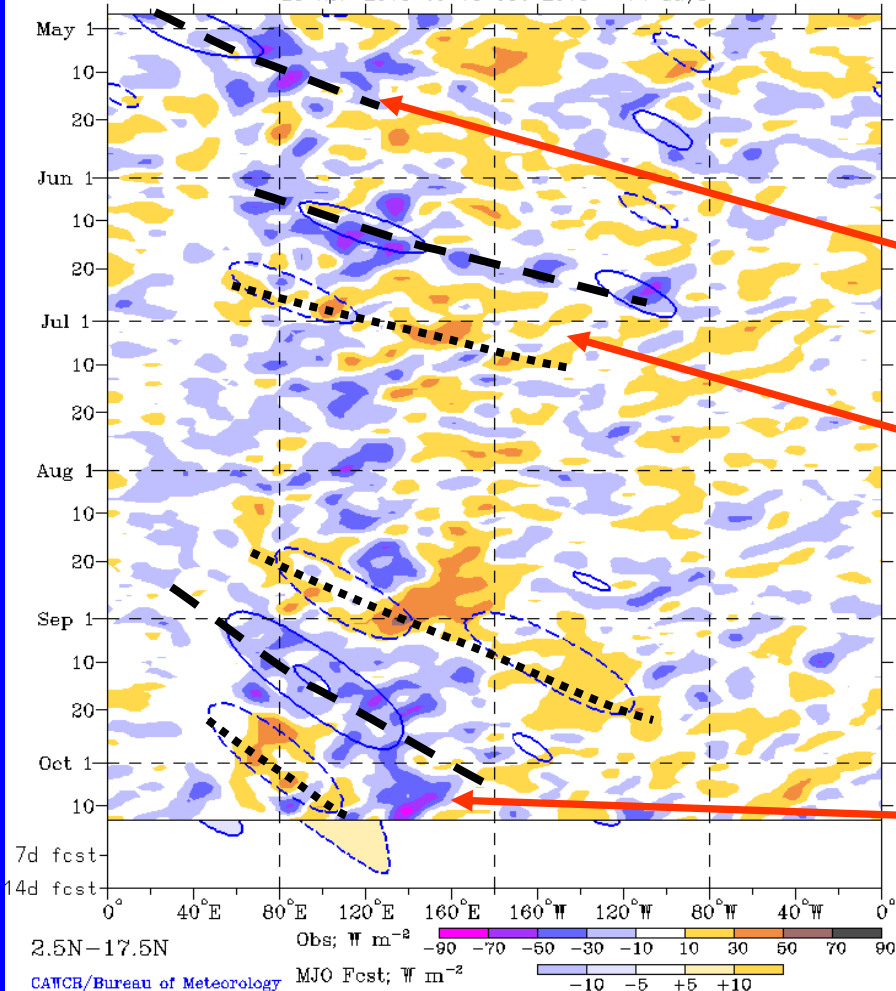 May 1
10
20
Jun 1
10
20
Jul 1
10
20
Aug 1
10
20
Sep 1
10
20
Oct 1
10
7d fcst
14d fcst
0° 40°E 80°E 120°E 160°E 160°W 120°W 80°W 40°W 0°
2.5N-17.5N
Obs; W m-2
-90 -70 -50 -30 -10 10 30 50 70 90
CAWCR/Bureau of Meteorology
MJO Fcst; W m-2
-10 -5 +5 +10